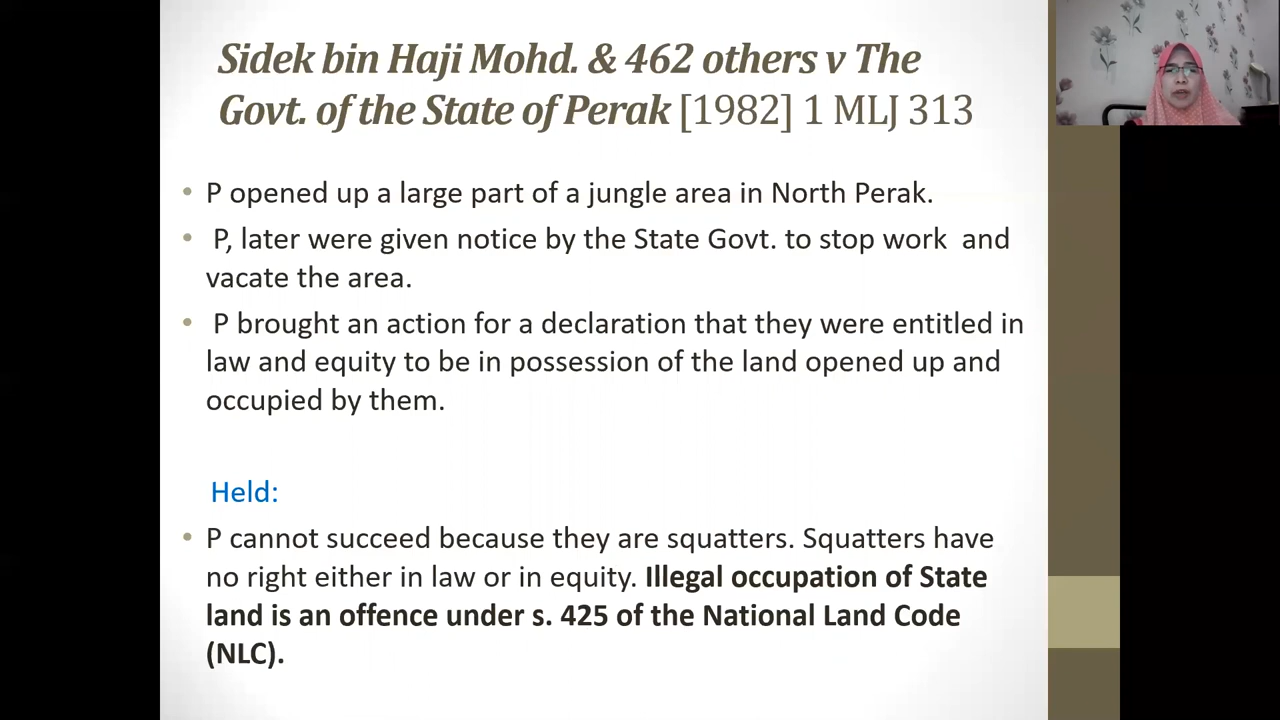 Sidek bin Haji Mohd. & 462 others v The
Govt. of the State of Perak [1982] 1 MLJ 313
• P opened up a large part of a jungle area in North Perak.
• P, later were given notice by the State Govt. to stop work and
vacate the area.
• P brought an action for a declaration that they were entitled in
law and equity to be in possession of the land opened up and
occupied by them.
Held:
• P cannot succeed because they are squatters. Squatters have
no right either in law or in equity. Illegal occupation of State
land is an offence under s. 425 of the National Land Code
(NLC).